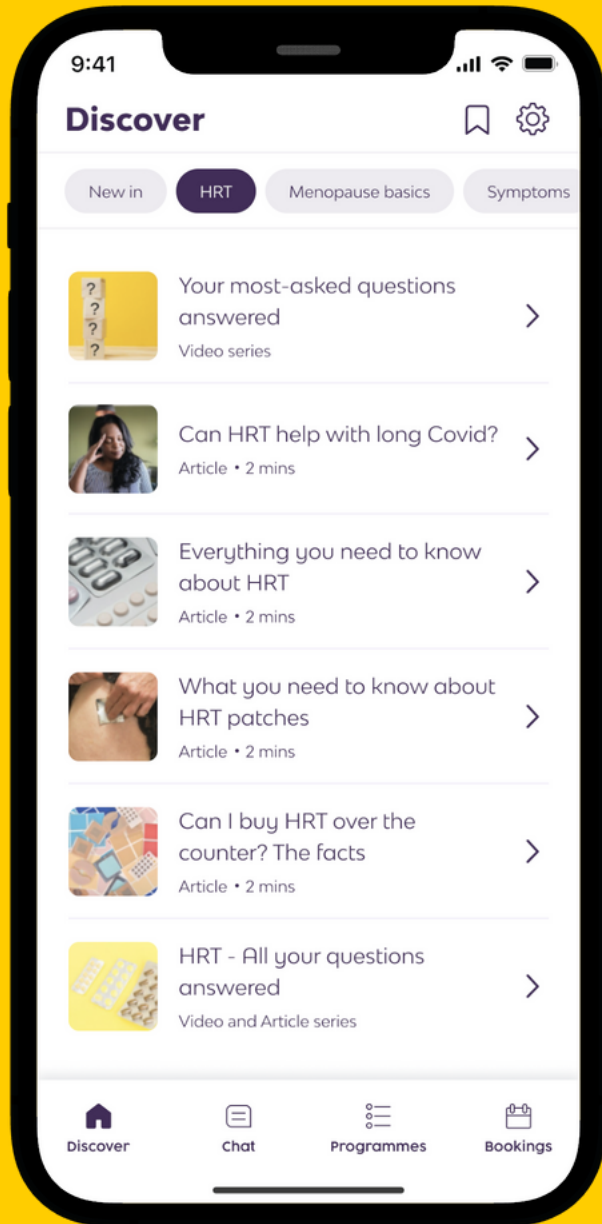 9:41
Discover
New in HRT Menopause basics Symptoms
? ? ? ?
Your most-asked questions
answered
Video series
Can HRT help with long Covid?
Article • 2 mins
Everything you need to know
about HRT
Article • 2 mins
What you need to know about
HRT patches
Article • 2 mins
Can I buy HRT over the
counter? The facts
Article • 2 mins
HRT - All your questions
answered
Video and Article series
Discover Chat Programmes Bookings